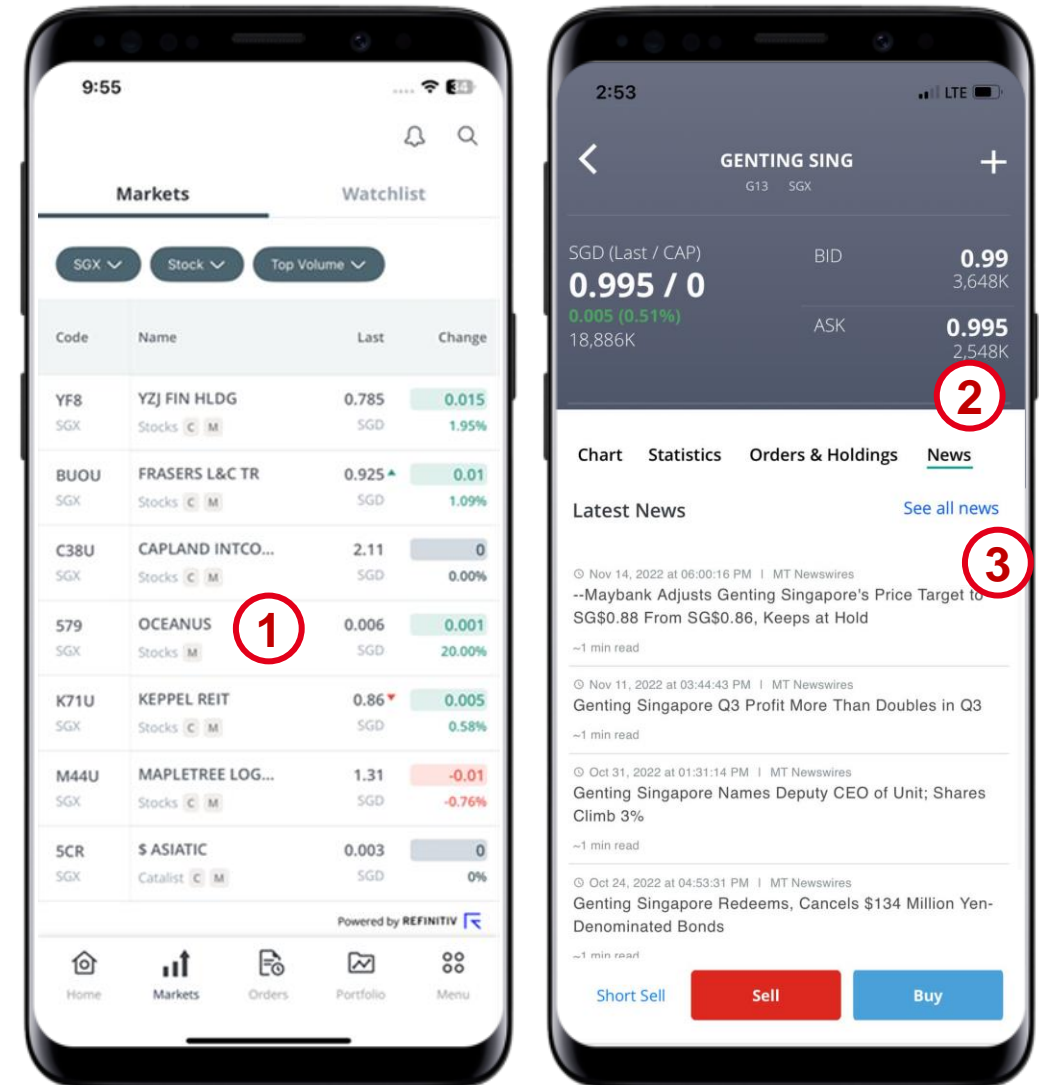 9:55
34
Markets
Watchlist
SGX
Stock
Top Volume
Code
Name
Last
Change
YF8
YZJ FIN HLDG
0.785
0.015
SGX
Stocks C M
SGD
1.95%
BUOU
FRASERS L&C TR
0.925
0.01
SGX
Stocks C M
SGD
1.09%
C38U
CAPLAND INTCO...
2.11
0
SGX
Stocks C M
SGD
0.00%
579
OCEANUS
0.006
0.001
SGX
Stocks M
SGD
20.00%
1
K71U
KEPPEL REIT
0.86
0.005
SGX
Stocks C M
SGD
0.58%
M44U
MAPLETREE LOG...
1.31
-0.01
SGX
Stocks C M
SGD
-0.76%
5CR
$ ASIATIC
0.003
0
SGX
Catalist C M
SGD
0%
Powered by REFINITIV
Home
Markets
Orders
Portfolio
Menu
2:53
LTE
GENTING SING
G13 SGX
SGD (Last / CAP)
0.995 / 0
0.005 (0.51%)
18,886K
BID
0.99
3,648K
ASK
0.995
2,548K
2
Chart
Statistics
Orders & Holdings
News
Latest News
See all news
3
Nov 14, 2022 at 06:00:16 PM | MT Newswires
--Maybank Adjusts Genting Singapore's Price Target to
SG$0.88 From SG$0.86, Keeps at Hold
~1 min read
Nov 11, 2022 at 03:44:43 PM | MT Newswires
Genting Singapore Q3 Profit More Than Doubles in Q3
~1 min read
Oct 31, 2022 at 01:31:14 PM | MT Newswires
Genting Singapore Names Deputy CEO of Unit; Shares
Climb 3%
~1 min read
Oct 24, 2022 at 04:53:31 PM | MT Newswires
Genting Singapore Redeems, Cancels $134 Million Yen-
Denominated Bonds
~1 min read
Short Sell
Sell
Buy